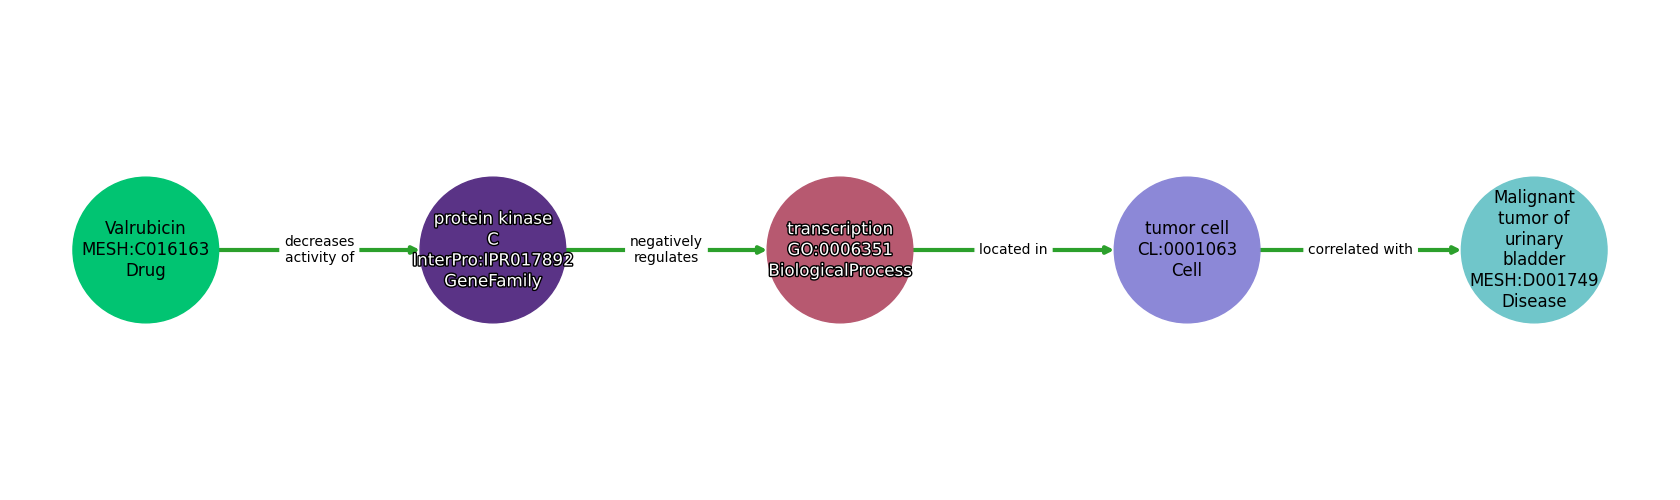 Valrubicin
MESH:C016163
Drug
decreases
activity of
protein kinase
C
InterPro:IPR017892
GeneFamily
negatively
regulates
transcription
GO:0006351
BiologicalProcess
located in
tumor cell
CL:0001063
Cell
correlated with
Malignant
tumor of
urinary
bladder
MESH:D001749
Disease